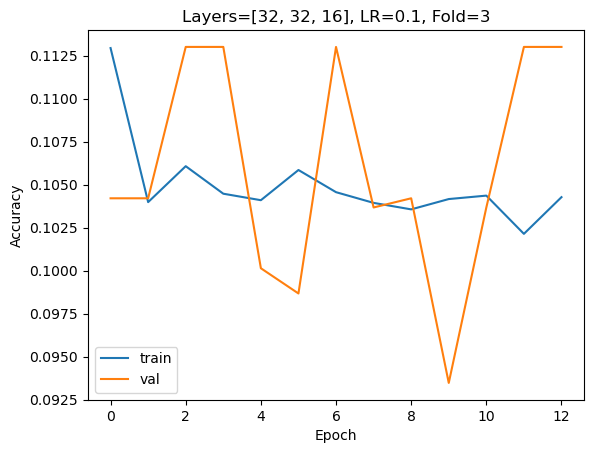 Layers=[32, 32, 16], LR=0.1, Fold=3
Accuracy
0.1125
0.1100
0.1075
0.1050
0.1025
0.1000
0.0975
0.0950
0.0925
train
val
0 2 4 6 8 10 12
Epoch